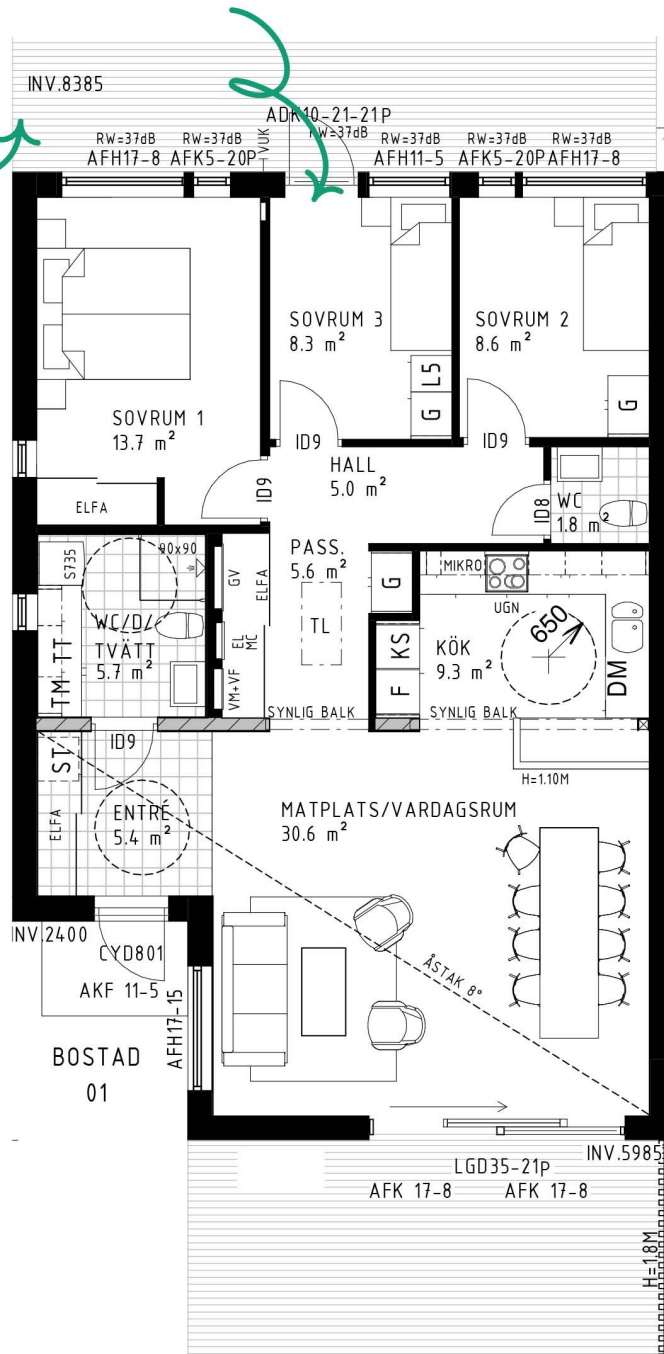 INV.8385
ADK10-21-21P
RW=37dB RW=37dB RW=37dB RW=37dB RW=37dB
AFH17-8 AFK5-20P IVUK AFH11-5 AFK5-20P AFH17-8
SOVRUM 3
8.3 m²
SOVRUM 2
8.6 m²
G L5
G
SOVRUM 1
13.7 m²
ID9
ID9
ID9
HALL
5.0 m²
ELFA
ID8
WC
1.8 m²
S735
90x90
GV
ELFA
PASS.
5.6 m²
G
MIKRO
UGN
WC/D/
TVÄTT
5.7 m²
TM TT
EL
MC
VM+VF
TL
F KS
KÖK
9.3 m²
650
DM
SYNLIG BALK
SYNLIG BALK
ID9
ST
ELFA
ENTRÉ
5.4 m²
H=1.10M
MATPLATS/VARDAGSRUM
30.6 m²
INV.2400
CYD801
AKF 11-5
AFH17-15
ÅSTAK 8°
BOSTAD
01
INV.5985
LGD35-21P
AFK 17-8 AFK 17-8
H=1.8M